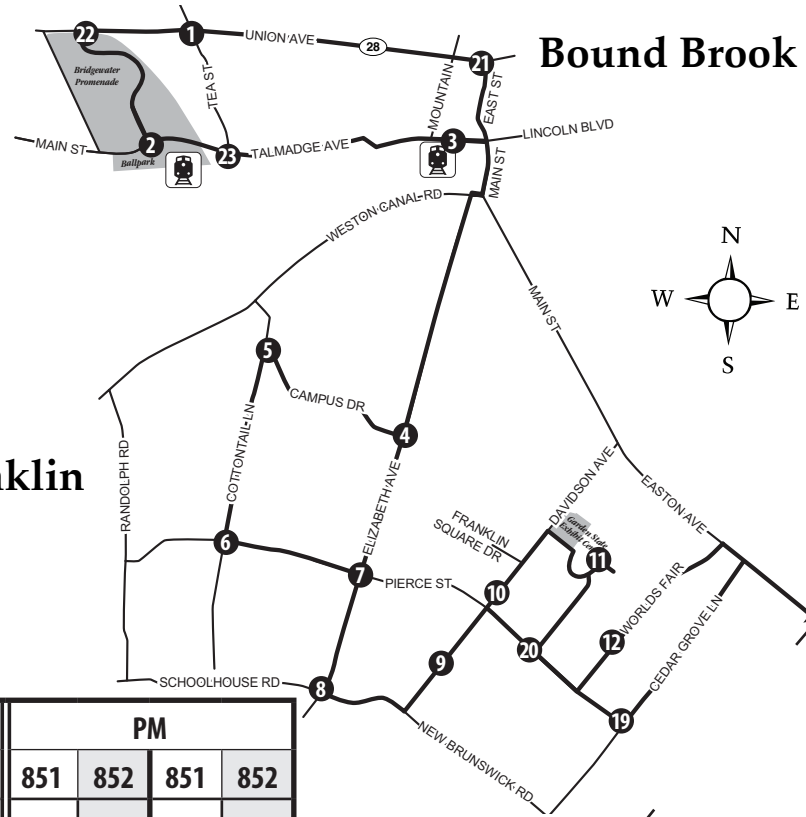 22
1
UNION AVE
28
21
Bound Brook
Bridgewater
Promenade
TEA ST
MOUNTAIN
EAST ST
MAIN ST
2
Ballpark
23
TALMADGE AVE
3
LINCOLN BLVD
MAIN ST
WESTON CANAL RD
N
W
E
S
MAIN ST
5
CAMPUS DR
4
nklin
RANDOLPH RD
COTTONTAIL LN
ELIZABETH AVE
DAVIDSON AVE
EASTON AVE
FRANKLIN
SQUARE DR
Garden State
11
6
7
PIERCE ST
10
WORLDS FAIR
12
20
CEDAR GROVE LN
9
SCHOOLHOUSE RD
8
19
NEW BRUNSWICK RD
PM
851
852
851
852